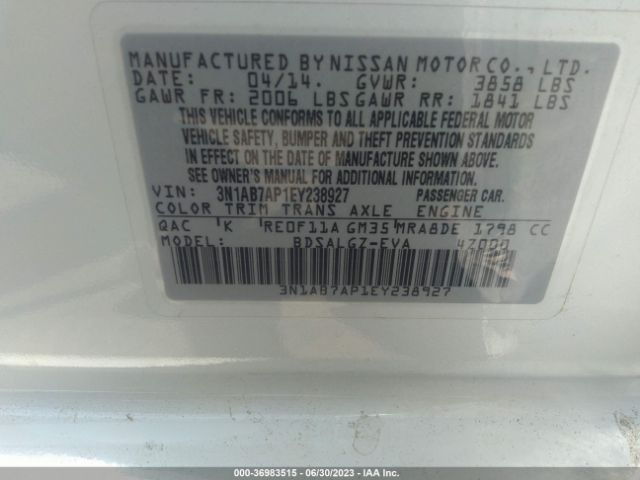 MANUFACTURED BY NISSAN MOTOR CO., LTD.
DATE: 04/14. GVWR: 3858 LBS
GAWR FR: 2006 LBS GAWR RR: 1841 LBS
THIS VEHICLE CONFORMS TO ALL APPLICABLE FEDERAL MOTOR
VEHICLE SAFETY, BUMPER AND THEFT PREVENTION STANDARDS
IN EFFECT ON THE DATE OF MANUFACTURE SHOWN ABOVE.
SEE OWNER'S MANUAL FOR ADDITIONAL INFORMATION.
VIN: 3N1AB7AP1EY238927 PASSENGER CAR.
COLOR TRIM TRANS AXLE ENGINE
QAC K RE0F11A GM35 MRA8DE 1798 CC
MODEL: BDSALGZ-EVA 4Z000
3N1AB7AP1EY238927
000-36983515 / 06/30/2023 - IAA Inc.